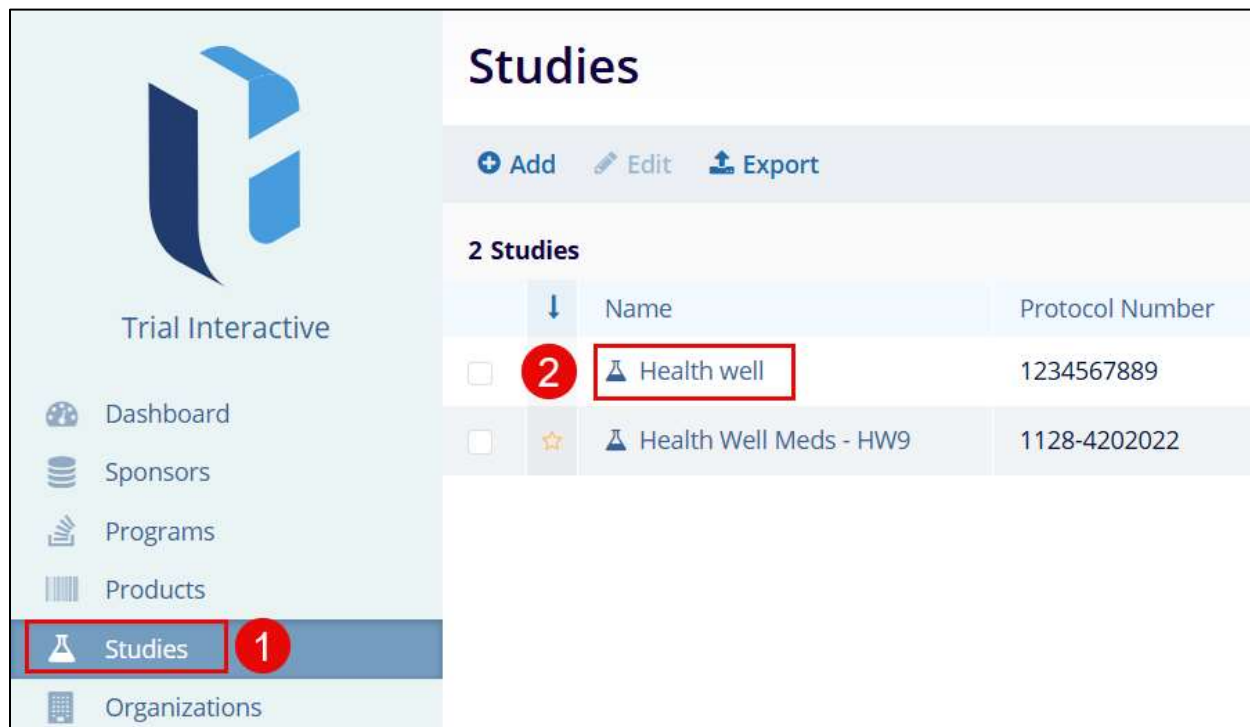 Trial Interactive
Dashboard
Sponsors
Programs
Products
Studies 1
Organizations
Studies
Add Edit Export
2 Studies
Name Protocol Number
2 Health well 1234567889
Health Well Meds - HW9 1128-4202022